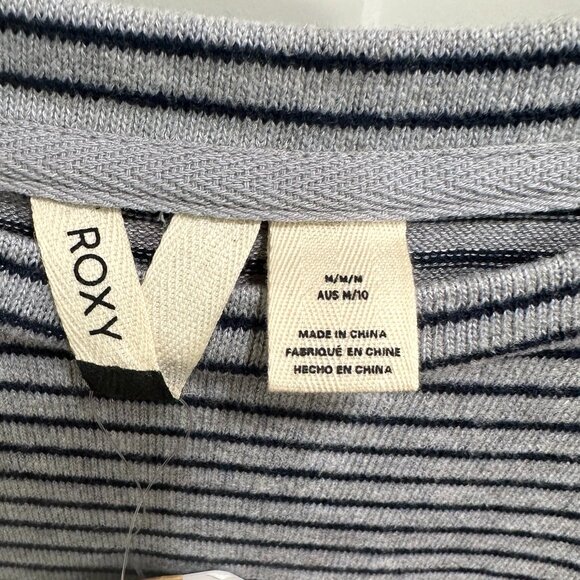 ROXY
M/M/M
AUS M/10
MADE IN CHINA
FABRIQUÉ EN CHINE
HECHO EN CHINA